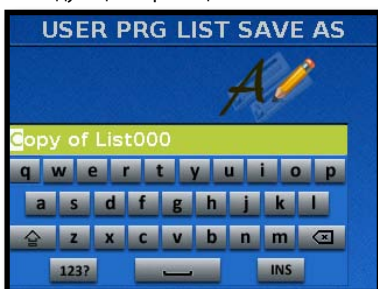 USER PRG LIST SAVE AS
A
Copy of List000
q w e r t y u i o p
a s d f g h j k l
z x c v b n m
123? INS